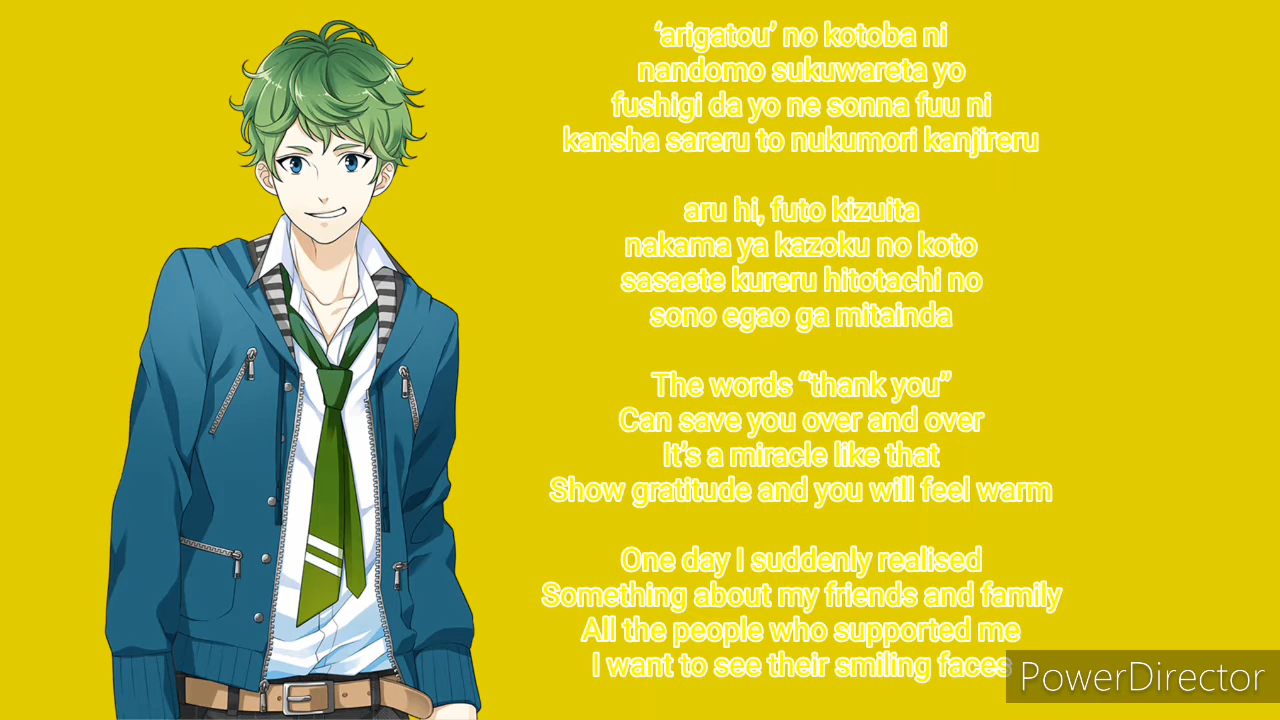 ‘arigatou’ no kotoba ni
nandomo sukuwareta yo
fushigi da yo ne sonna fuu ni
kansha sareru to nukumori kanjireru
aru hi, futo kizuita
nakama ya kazoku no koto
sasaete kureru hitotachi no
sono egao ga mitainda
The words “thank you”
Can save you over and over
It’s a miracle like that
Show gratitude and you will feel warm
One day I suddenly realised
Something about my friends and family
All the people who supported me
I want to see their smiling faces
PowerDirector